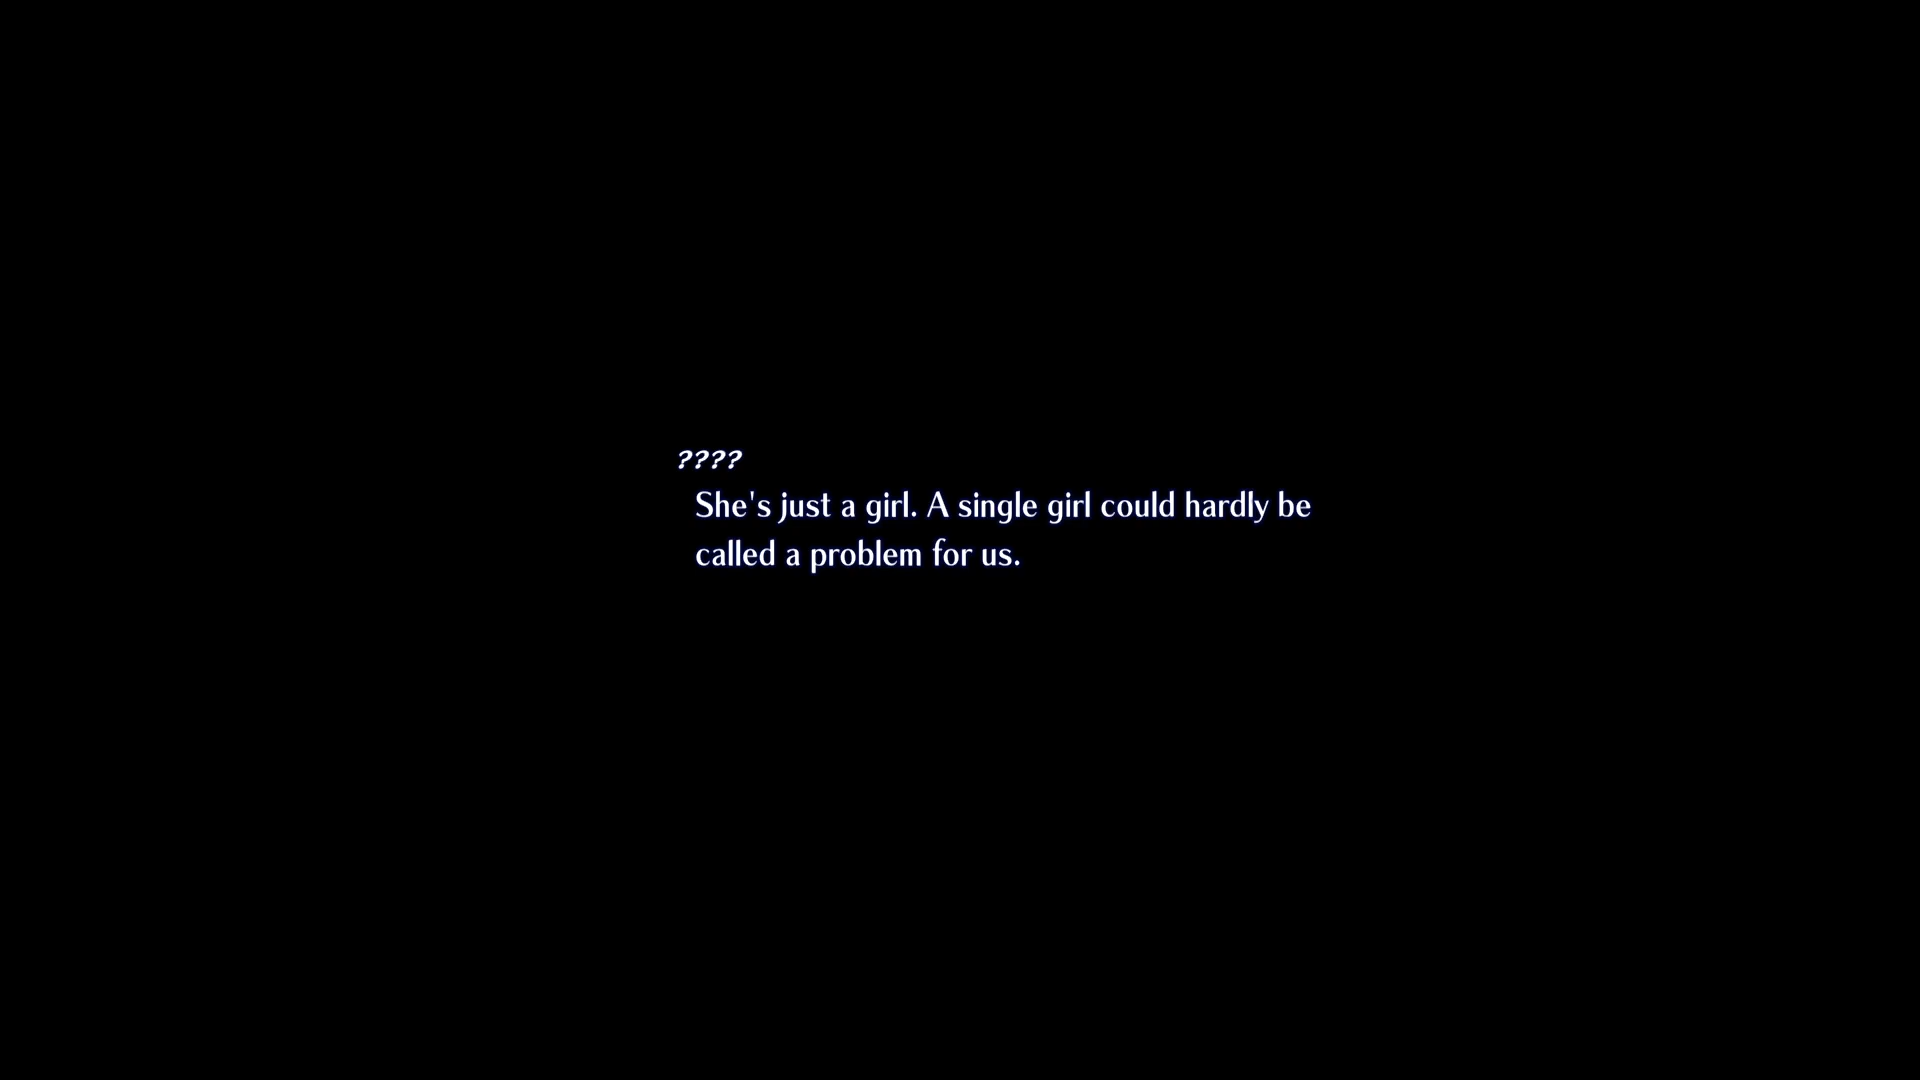 ????
She's just a girl. A single girl could hardly be
called a problem for us.